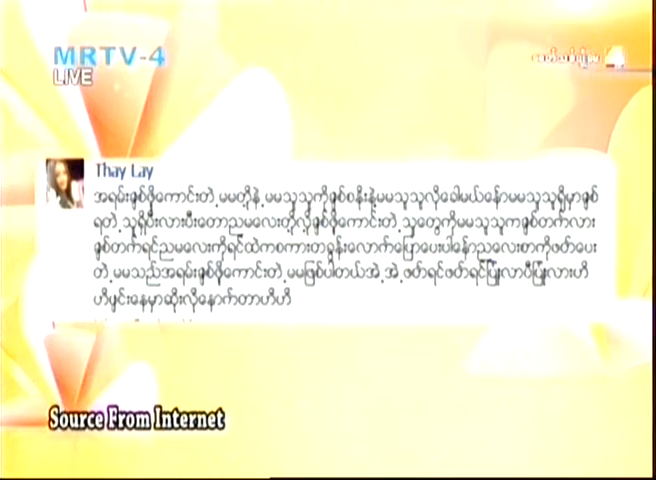 MRTV-4
LIVE
Thay Lay
အရမ်းချစ်ဖို့ကောင်းတဲ့ မမတို့နဲ့ မမသူသူကိုချစ်စနိုးနဲ့မမသူသူလို့ခေါ်မယ်နော်မမသူသူရှိမှာချစ်
ရတဲ့ သူရှိပီးလားပီးတော့ညမလေးတို့လိုချစ်ဖို့ကောင်းတဲ့ သူတွေကိုမမသူသူကချစ်တက်လား
ချစ်တက်ရင်ညမလေးကိုရင်ထဲကစကားတခွန်းလောက်ပြောပေးပါနော်ညလေးစာကိုဖတ်ပေး
တဲ့ မမသည်အရမ်းချစ်ဖို့ကောင်းတဲ့ မမဖြစ်ပါတယ်အဲ့ အဲ့ ဇတ်ရင်ဇတ်ရင်ပြုံးလာပီပြုံးလားဟိ
ဟိပျင်းနေမှာဆိုးလို့နောက်တာဟိဟိ
Source From Internet